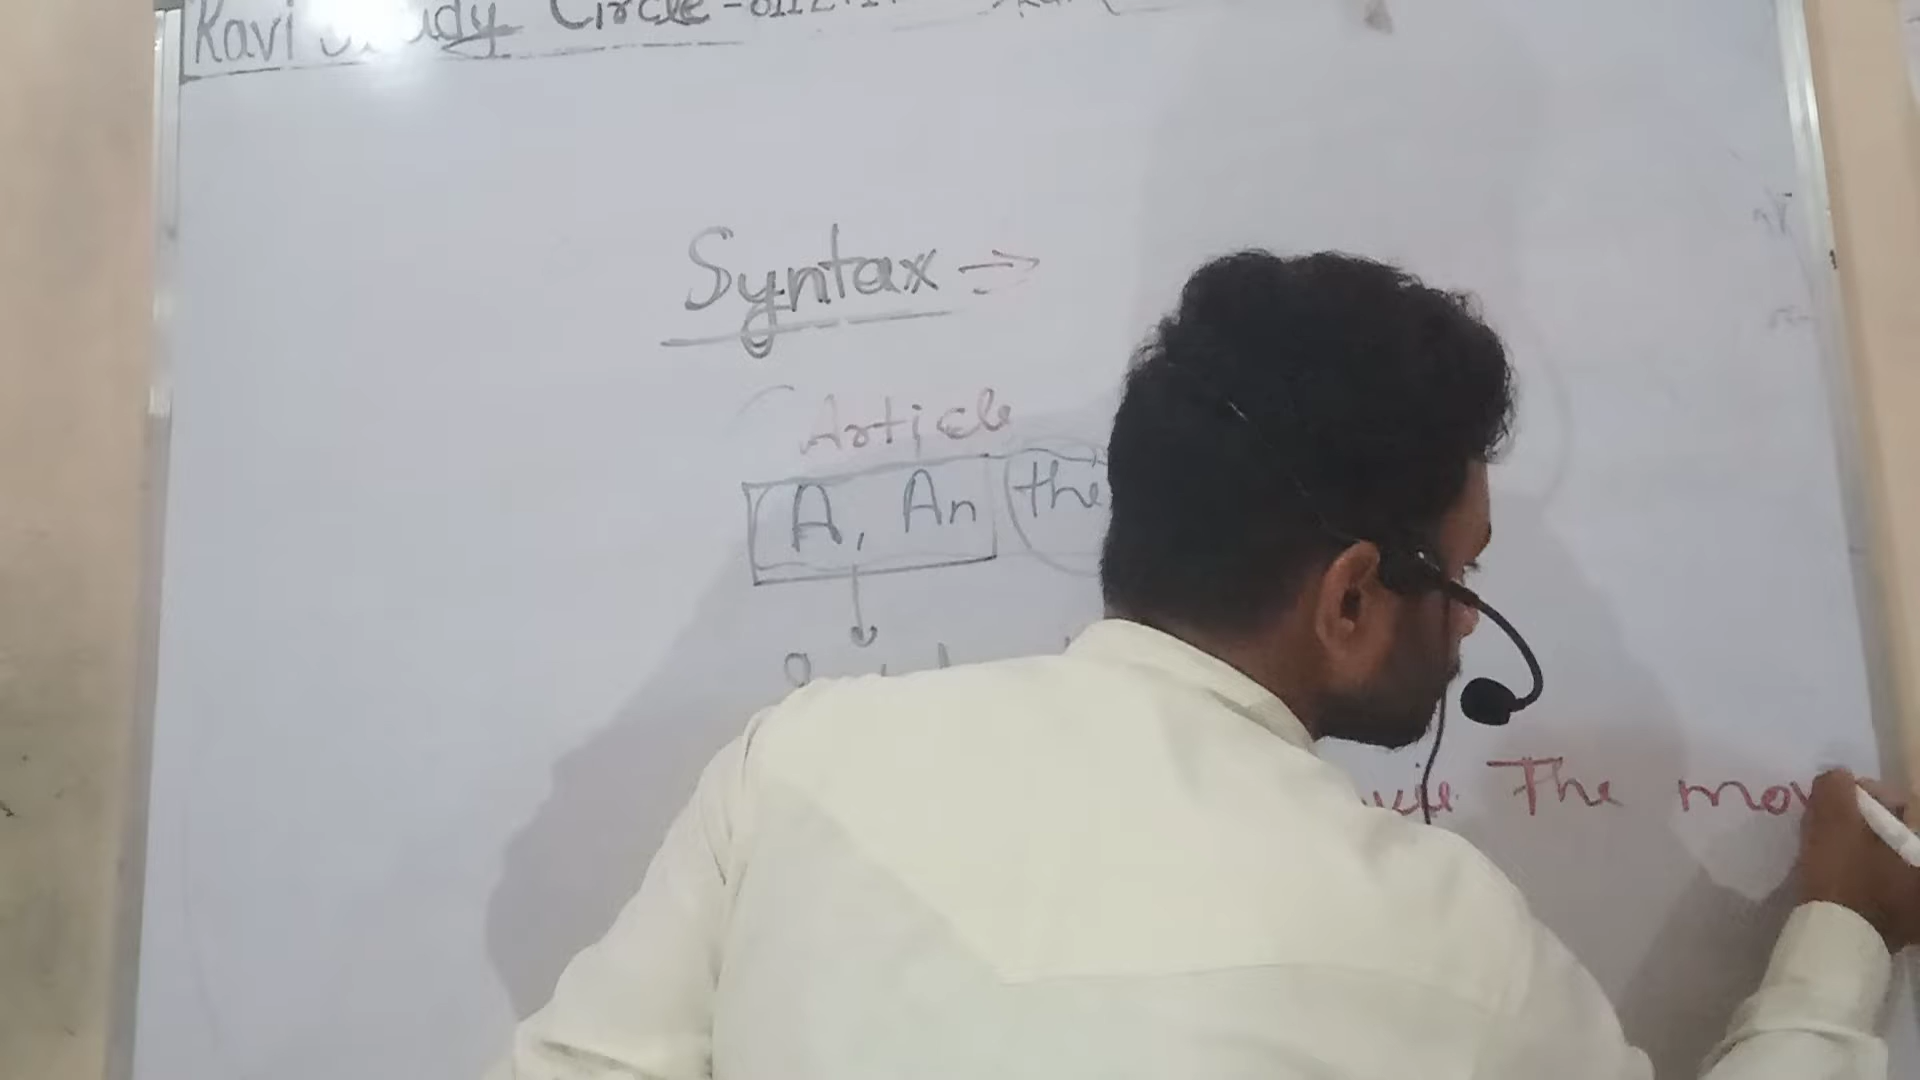 Ravi Study Circle -
Syntax ⇒
Article
A, An the
The mov